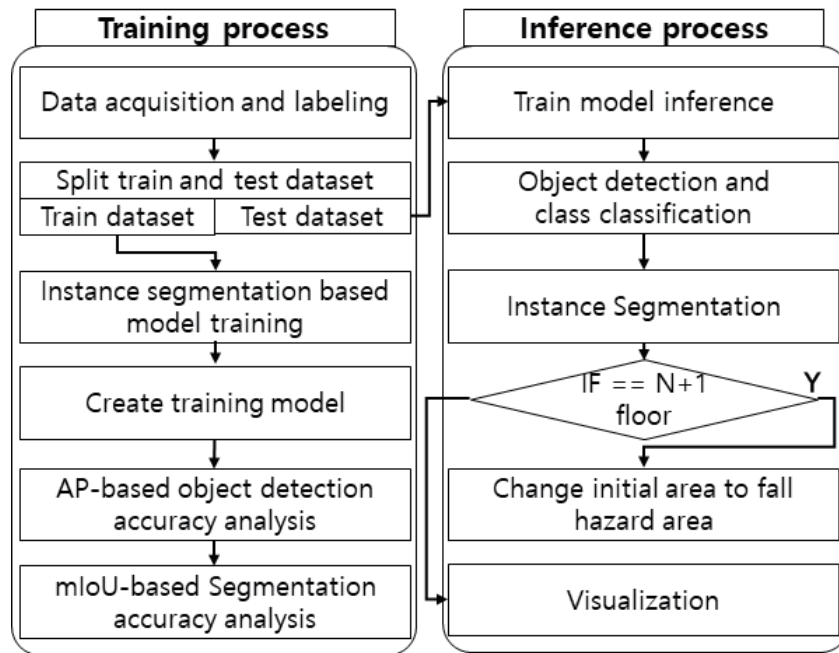 Training process
Data acquisition and labeling
Split train and test dataset
Train dataset
Test dataset
Instance segmentation based
model training
Create training model
AP-based object detection
accuracy analysis
mIoU-based Segmentation
accuracy analysis
Inference process
Train model inference
Object detection and
class classification
Instance Segmentation
IF == N+1
floor
Y
Change initial area to fall
hazard area
Visualization